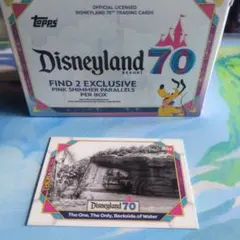 OFFICIAL LICENSED
DISNEYLAND 70TH TRADING CARDS
TOPPS
Disneyland 70
RESORT
FIND 2 EXCLUSIVE
PINK SHIMMER PARALLELS
PER BOX
Disneyland 70
The One, The Only, Backside of Water